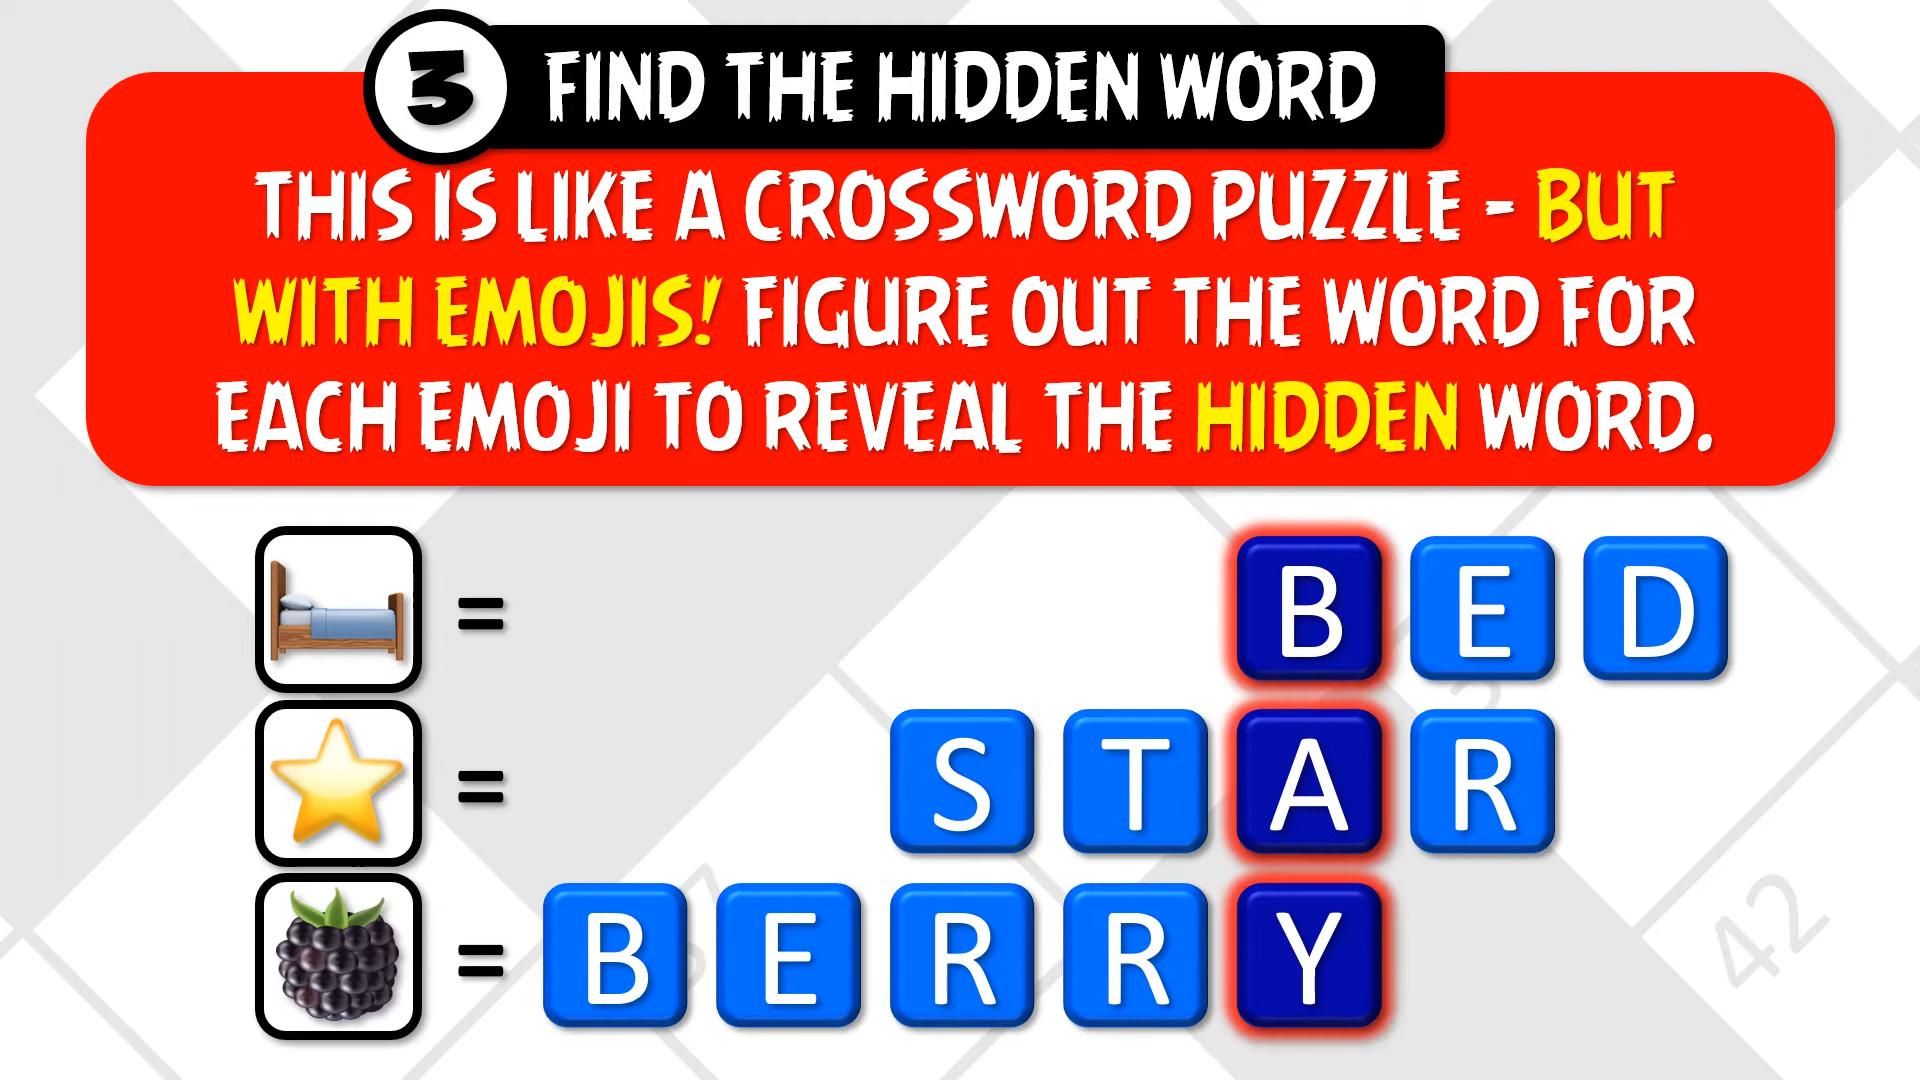 3 FIND THE HIDDEN WORD
THIS IS LIKE A CROSSWORD PUZZLE - BUT
WITH EMOJIS! FIGURE OUT THE WORD FOR
EACH EMOJI TO REVEAL THE HIDDEN WORD.
= BED
= STAR
= BERRY
42